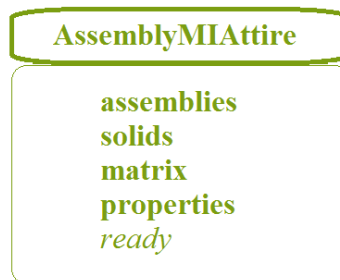 AssemblyMIAttire
assemblies
solids
matrix
properties
ready